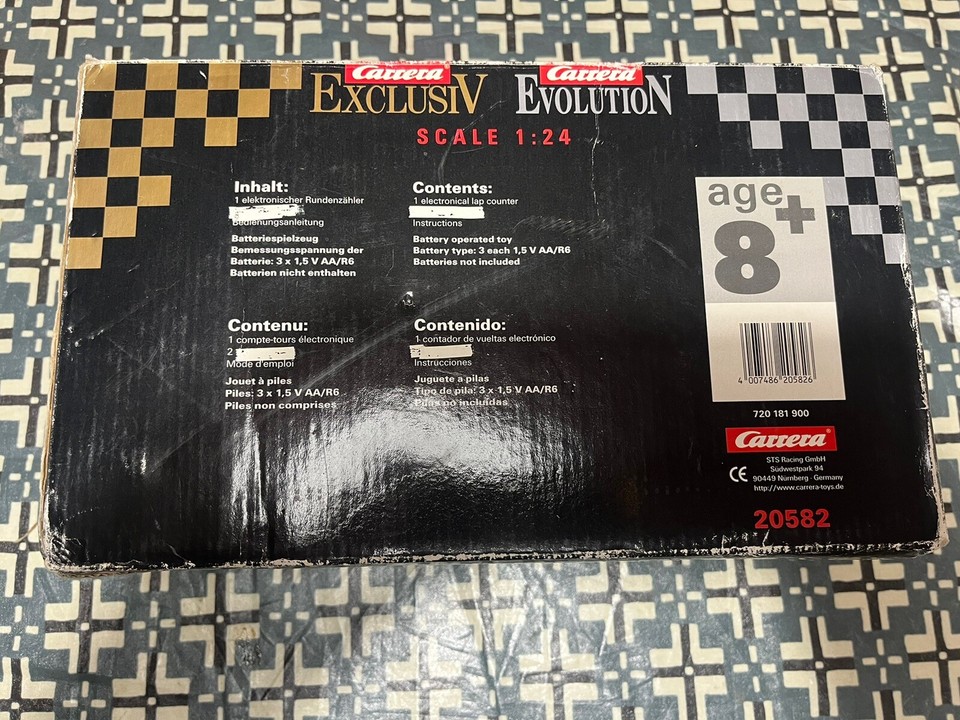 Carrera Carrera
EXCLUSIV EVOLUTION
SCALE 1:24
Inhalt:
1 elektronischer Rundenzähler
Bedienungsanleitung
Batteriespielzeug
Bemessungsspannung der
Batterie: 3 x 1,5 V AA/R6
Batterien nicht enthalten
Contents:
1 electronical lap counter
Instructions
Battery operated toy
Battery type: 3 each 1,5 V AA/R6
Batteries not included
Contenu:
1 compte-tours électronique
2
Mode d'emploi
Jouet à piles
Piles: 3 x 1,5 V AA/R6
Piles non comprises
Contenido:
1 contador de vueltas electrónico
Instrucciones
Juguete a pilas
Tipo de pila: 3 x 1,5 V AA/R6
Pilas no incluidas
age
8+
4 007486 205826
720 181 900
Carrera®
STS Racing GmbH
Südwestpark 94
CE 90449 Nürnberg · Germany
http://www.carrera-toys.de
20582